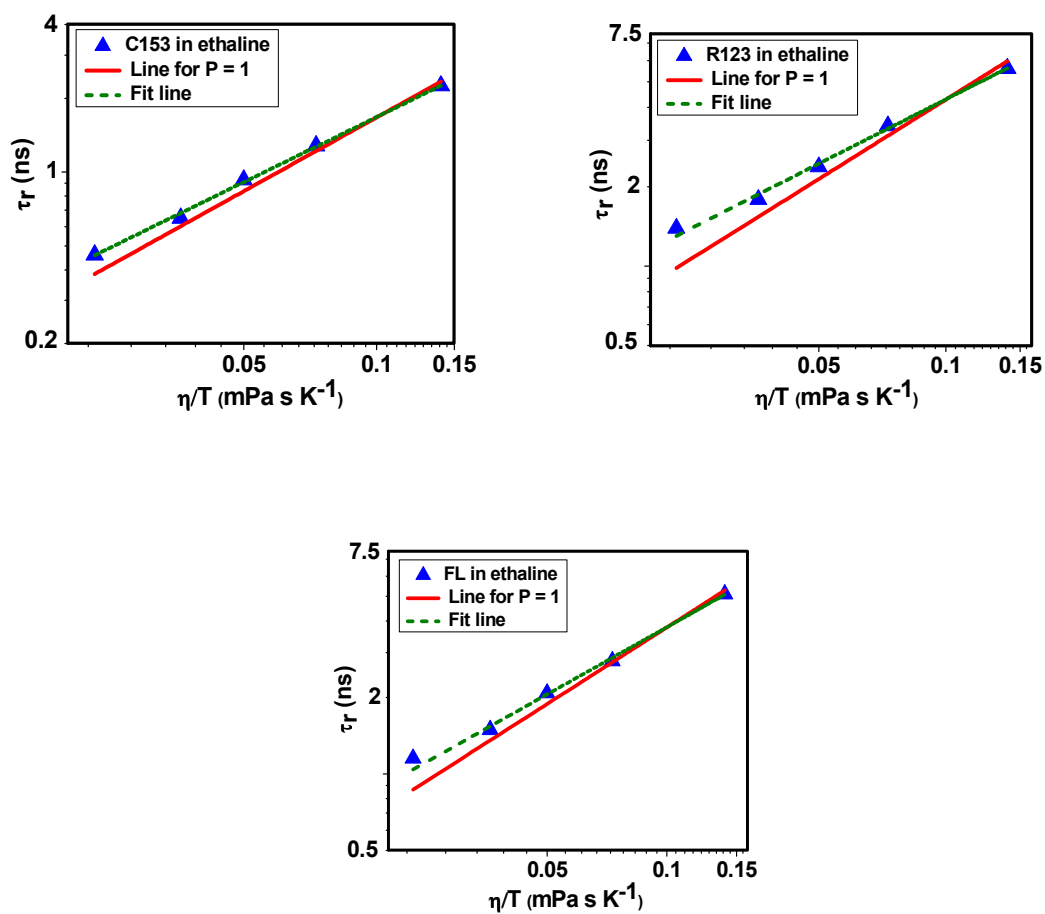 4
C153 in ethaline
Line for P = 1
Fit line
τr (ns)
1
0.2
0.05
0.1
0.15
η/T (mPa s K-1)
7.5
R123 in ethaline
Line for P = 1
Fit line
τr (ns)
2
0.5
0.05
0.1
0.15
η/T (mPa s K-1)
7.5
FL in ethaline
Line for P = 1
Fit line
τr (ns)
2
0.5
0.05
0.1
0.15
η/T (mPa s K-1)